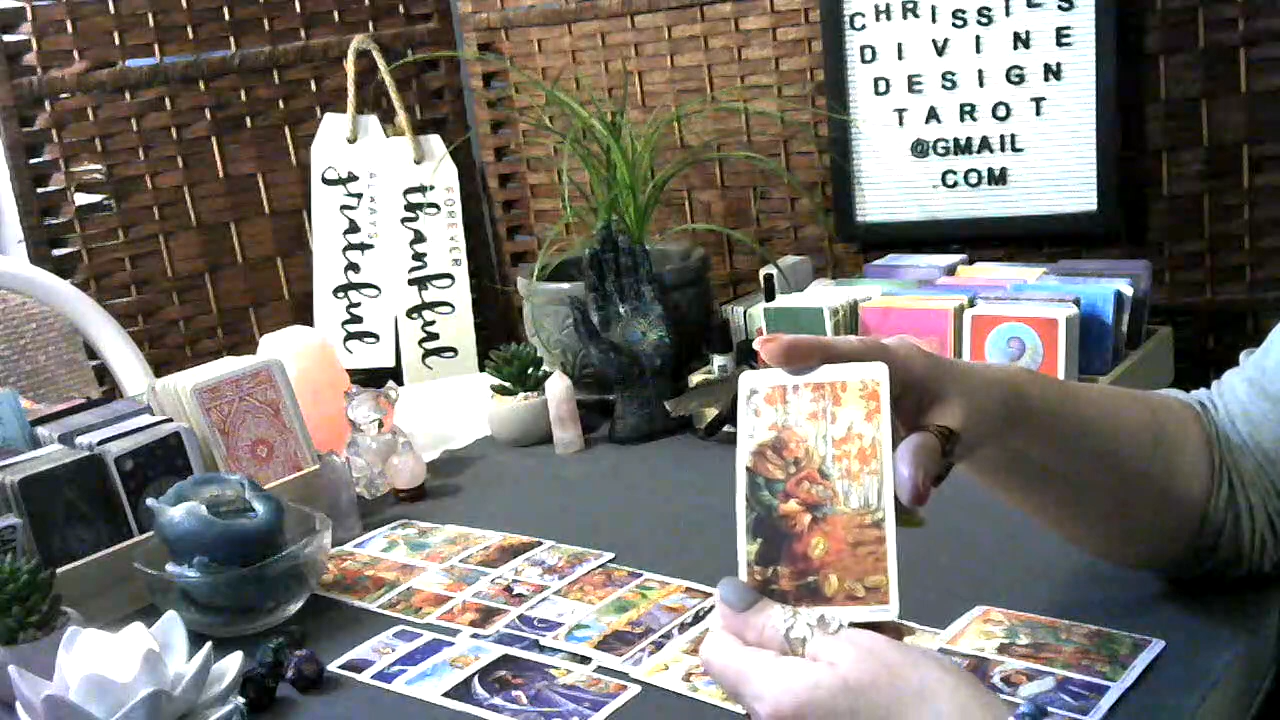 CHRISSIES
DIVINE
DESIGN
TAROT
@GMAIL
.COM
ALWAYS
grateful
FOREVER
thankful